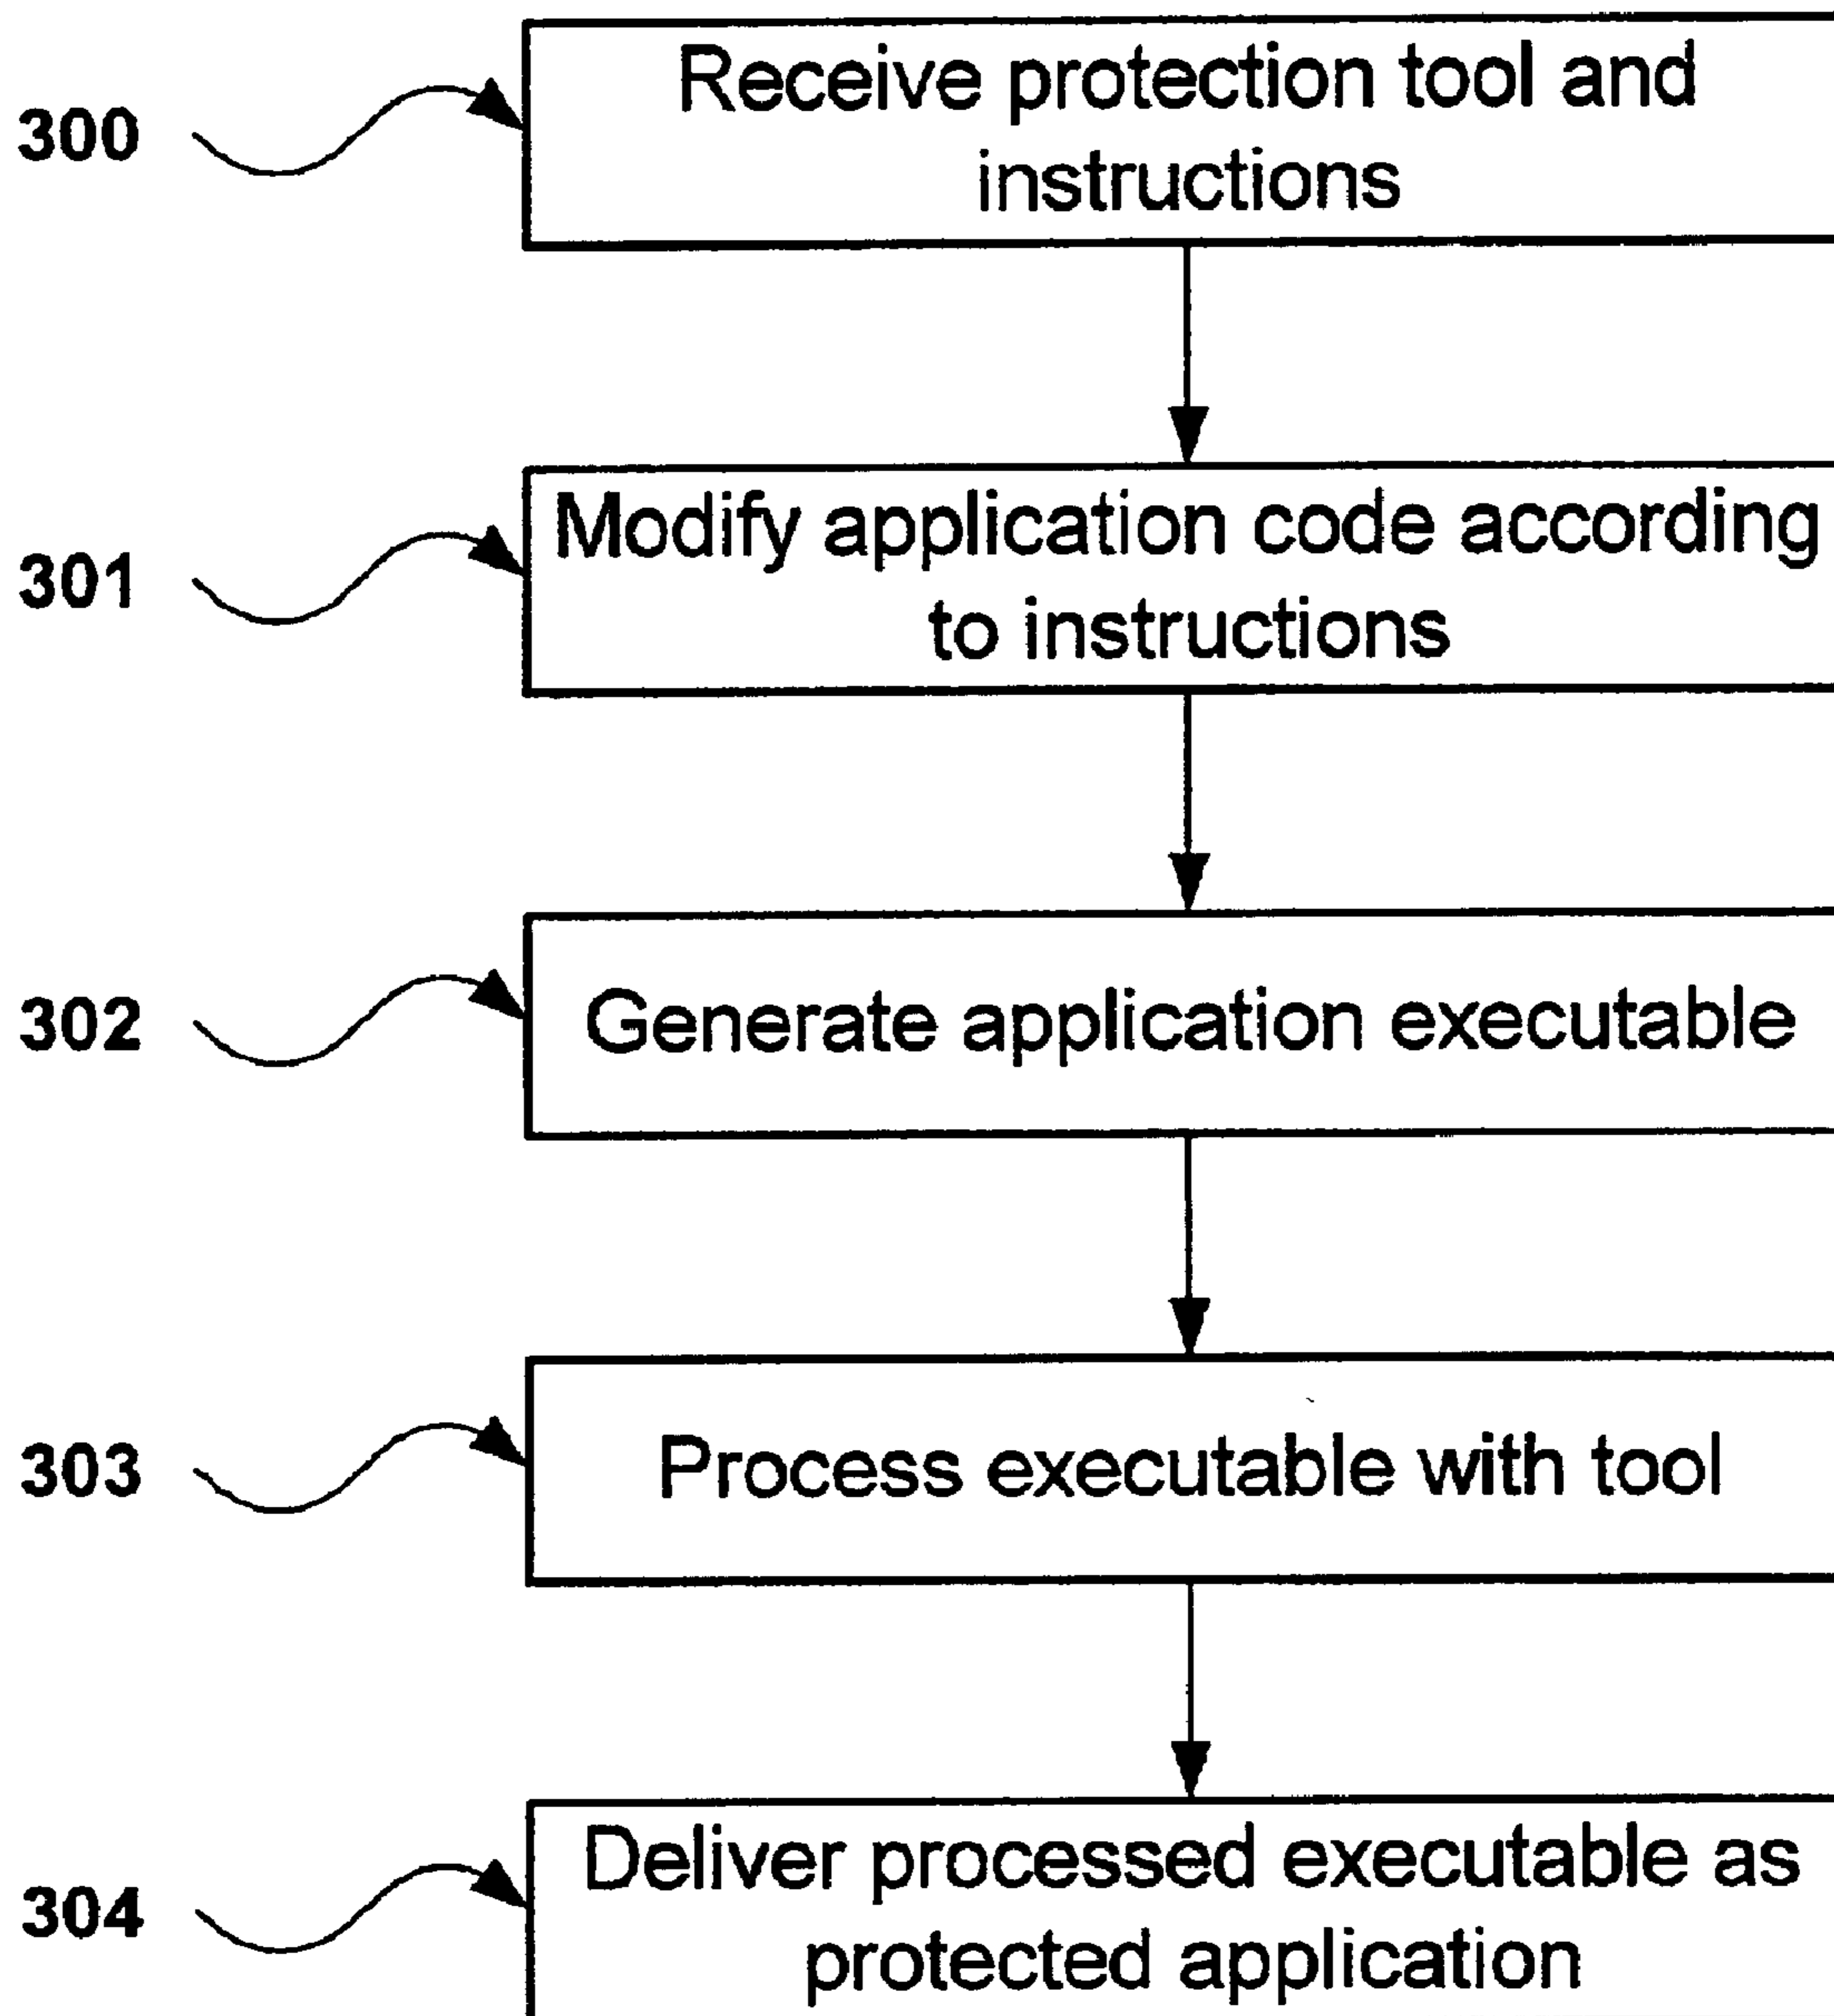 300
Receive protection tool and
instructions
301
Modify application code according
to instructions
302
Generate application executable
303
Process executable with tool
304
Deliver processed executable as
protected application